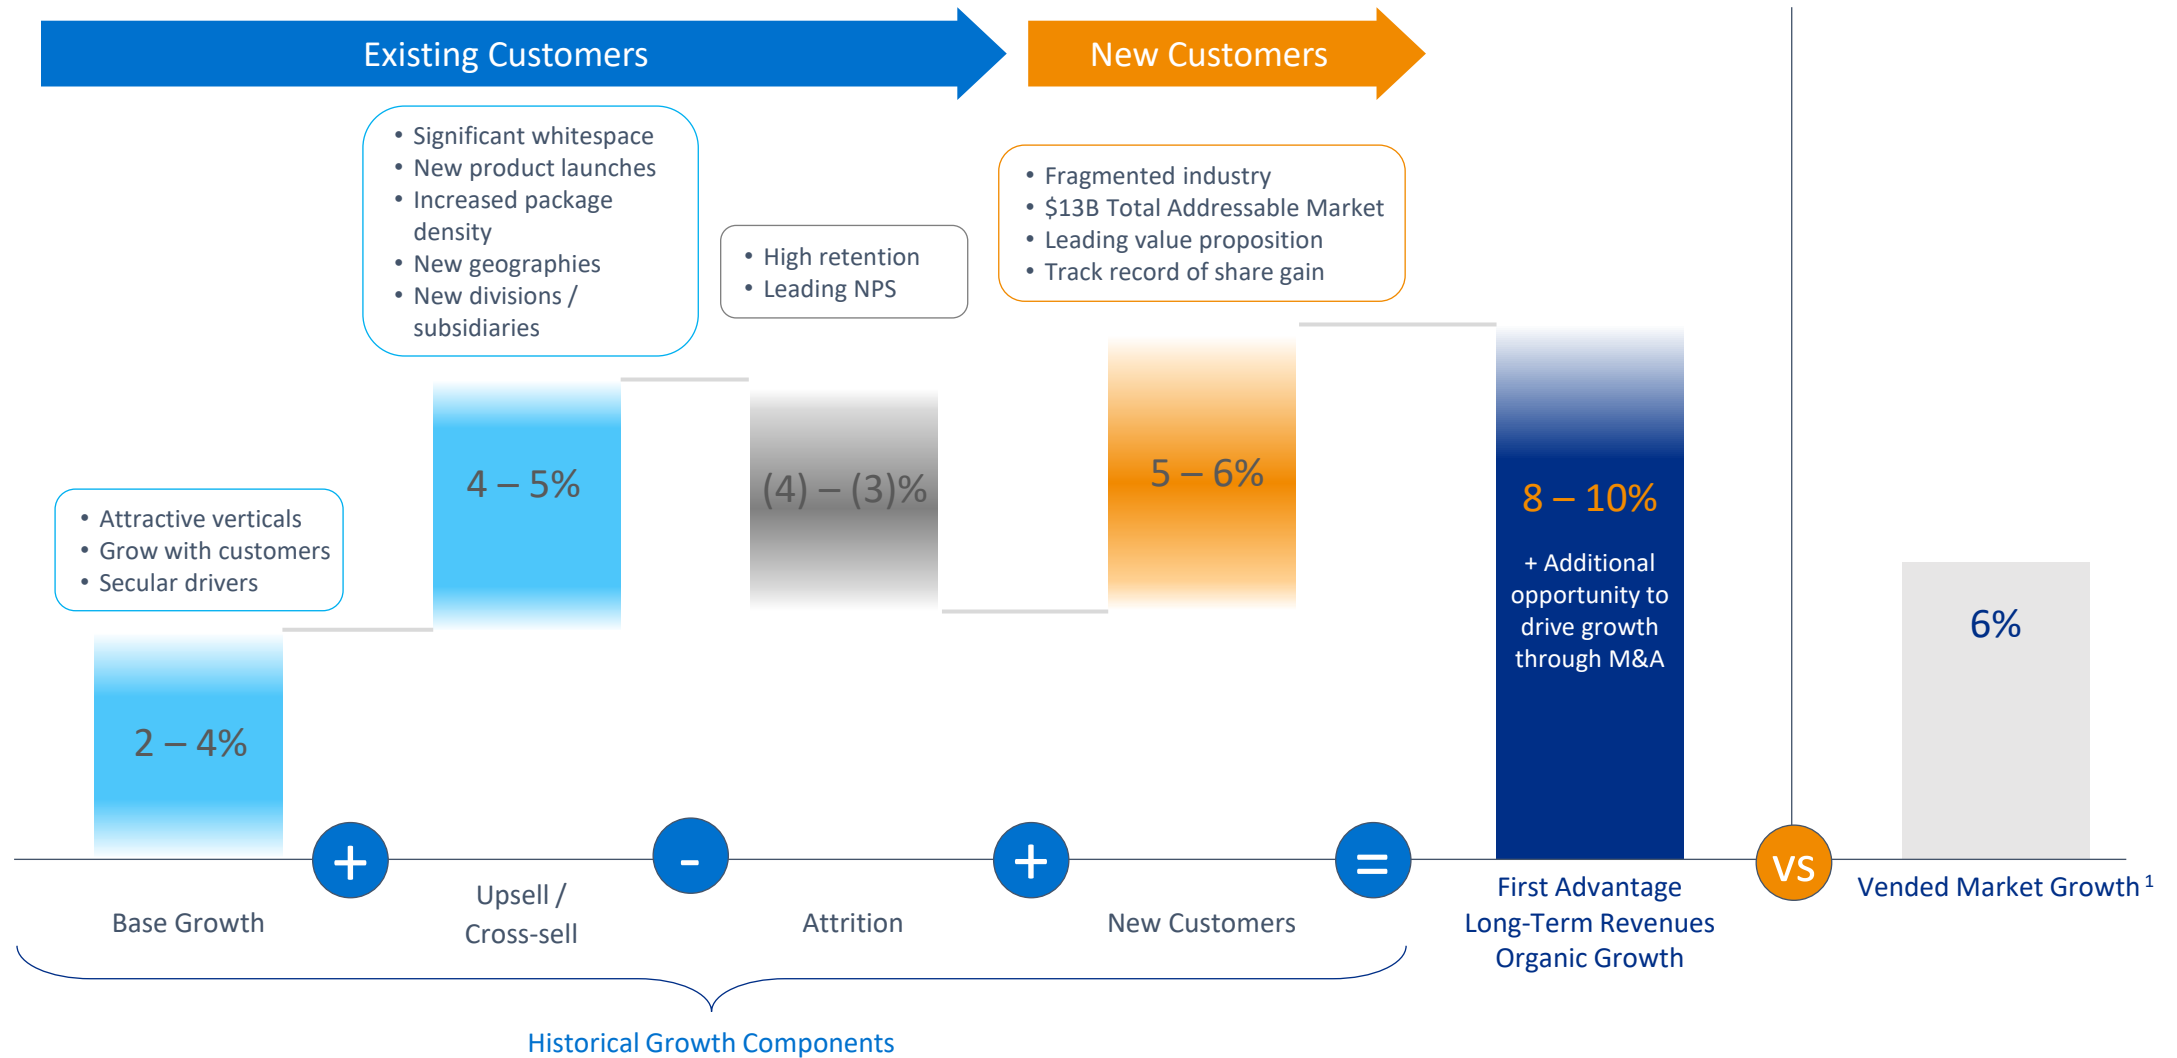 Existing Customers
New Customers
• Significant whitespace
• New product launches
• Increased package
density
• New geographies
• New divisions /
subsidiaries
• Fragmented industry
• $13B Total Addressable Market
• Leading value proposition
• Track record of share gain
• High retention
• Leading NPS
• Attractive verticals
• Grow with customers
• Secular drivers
2 – 4%
4 – 5%
(4) – (3)%
5 – 6%
8 – 10%
+ Additional
opportunity to
drive growth
through M&A
6%
+
-
+
=
vs
Base Growth
Upsell /
Cross-sell
Attrition
New Customers
First Advantage
Long-Term Revenues
Organic Growth
Vended Market Growth 1
Historical Growth Components